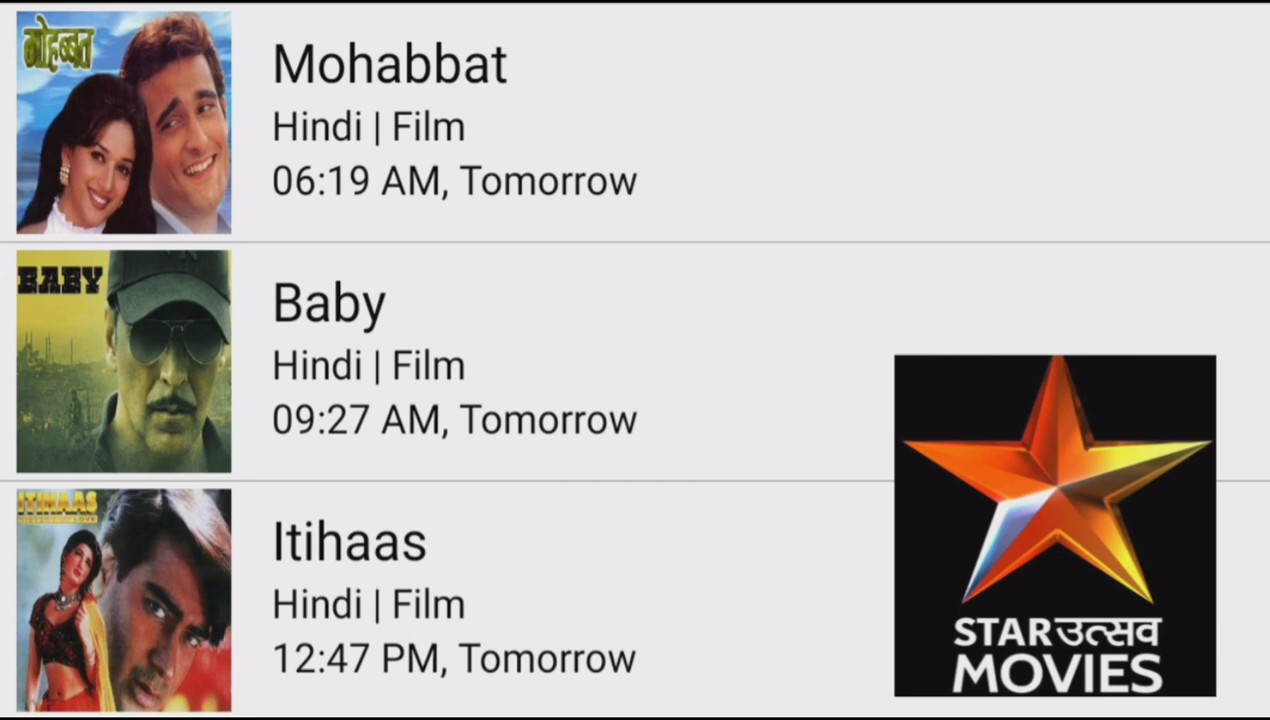 मोहब्बत
Mohabbat
Hindi | Film
06:19 AM, Tomorrow
BABY
Baby
Hindi | Film
09:27 AM, Tomorrow
ITIHAAS
Itihaas
Hindi | Film
12:47 PM, Tomorrow
STAR उत्सव
MOVIES